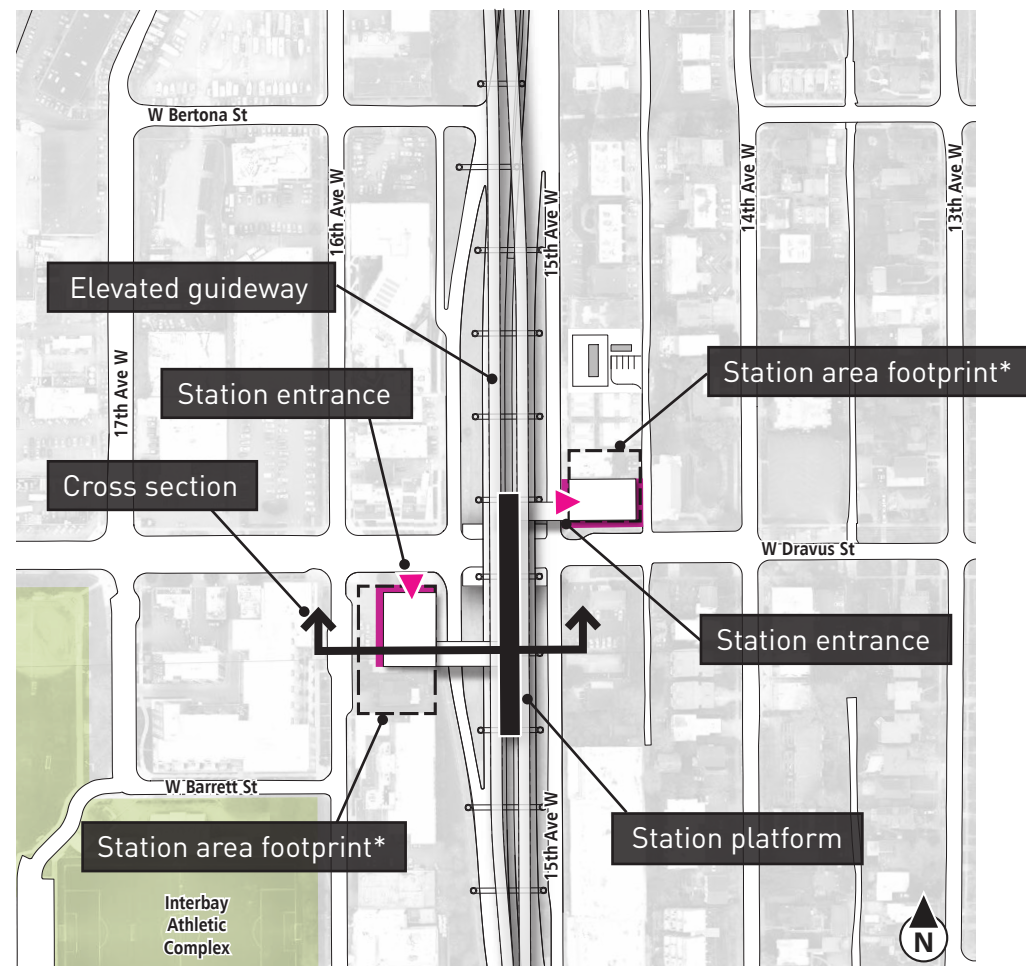 W Bertona St
16th Ave W
15th Ave W
14th Ave W
13th Ave W
Elevated guideway
17th Ave W
Station entrance
Station area footprint*
Cross section
W Dravus St
Station entrance
W Barrett St
Station area footprint*
Station platform
15th Ave W
Interbay
Athletic
Complex
N